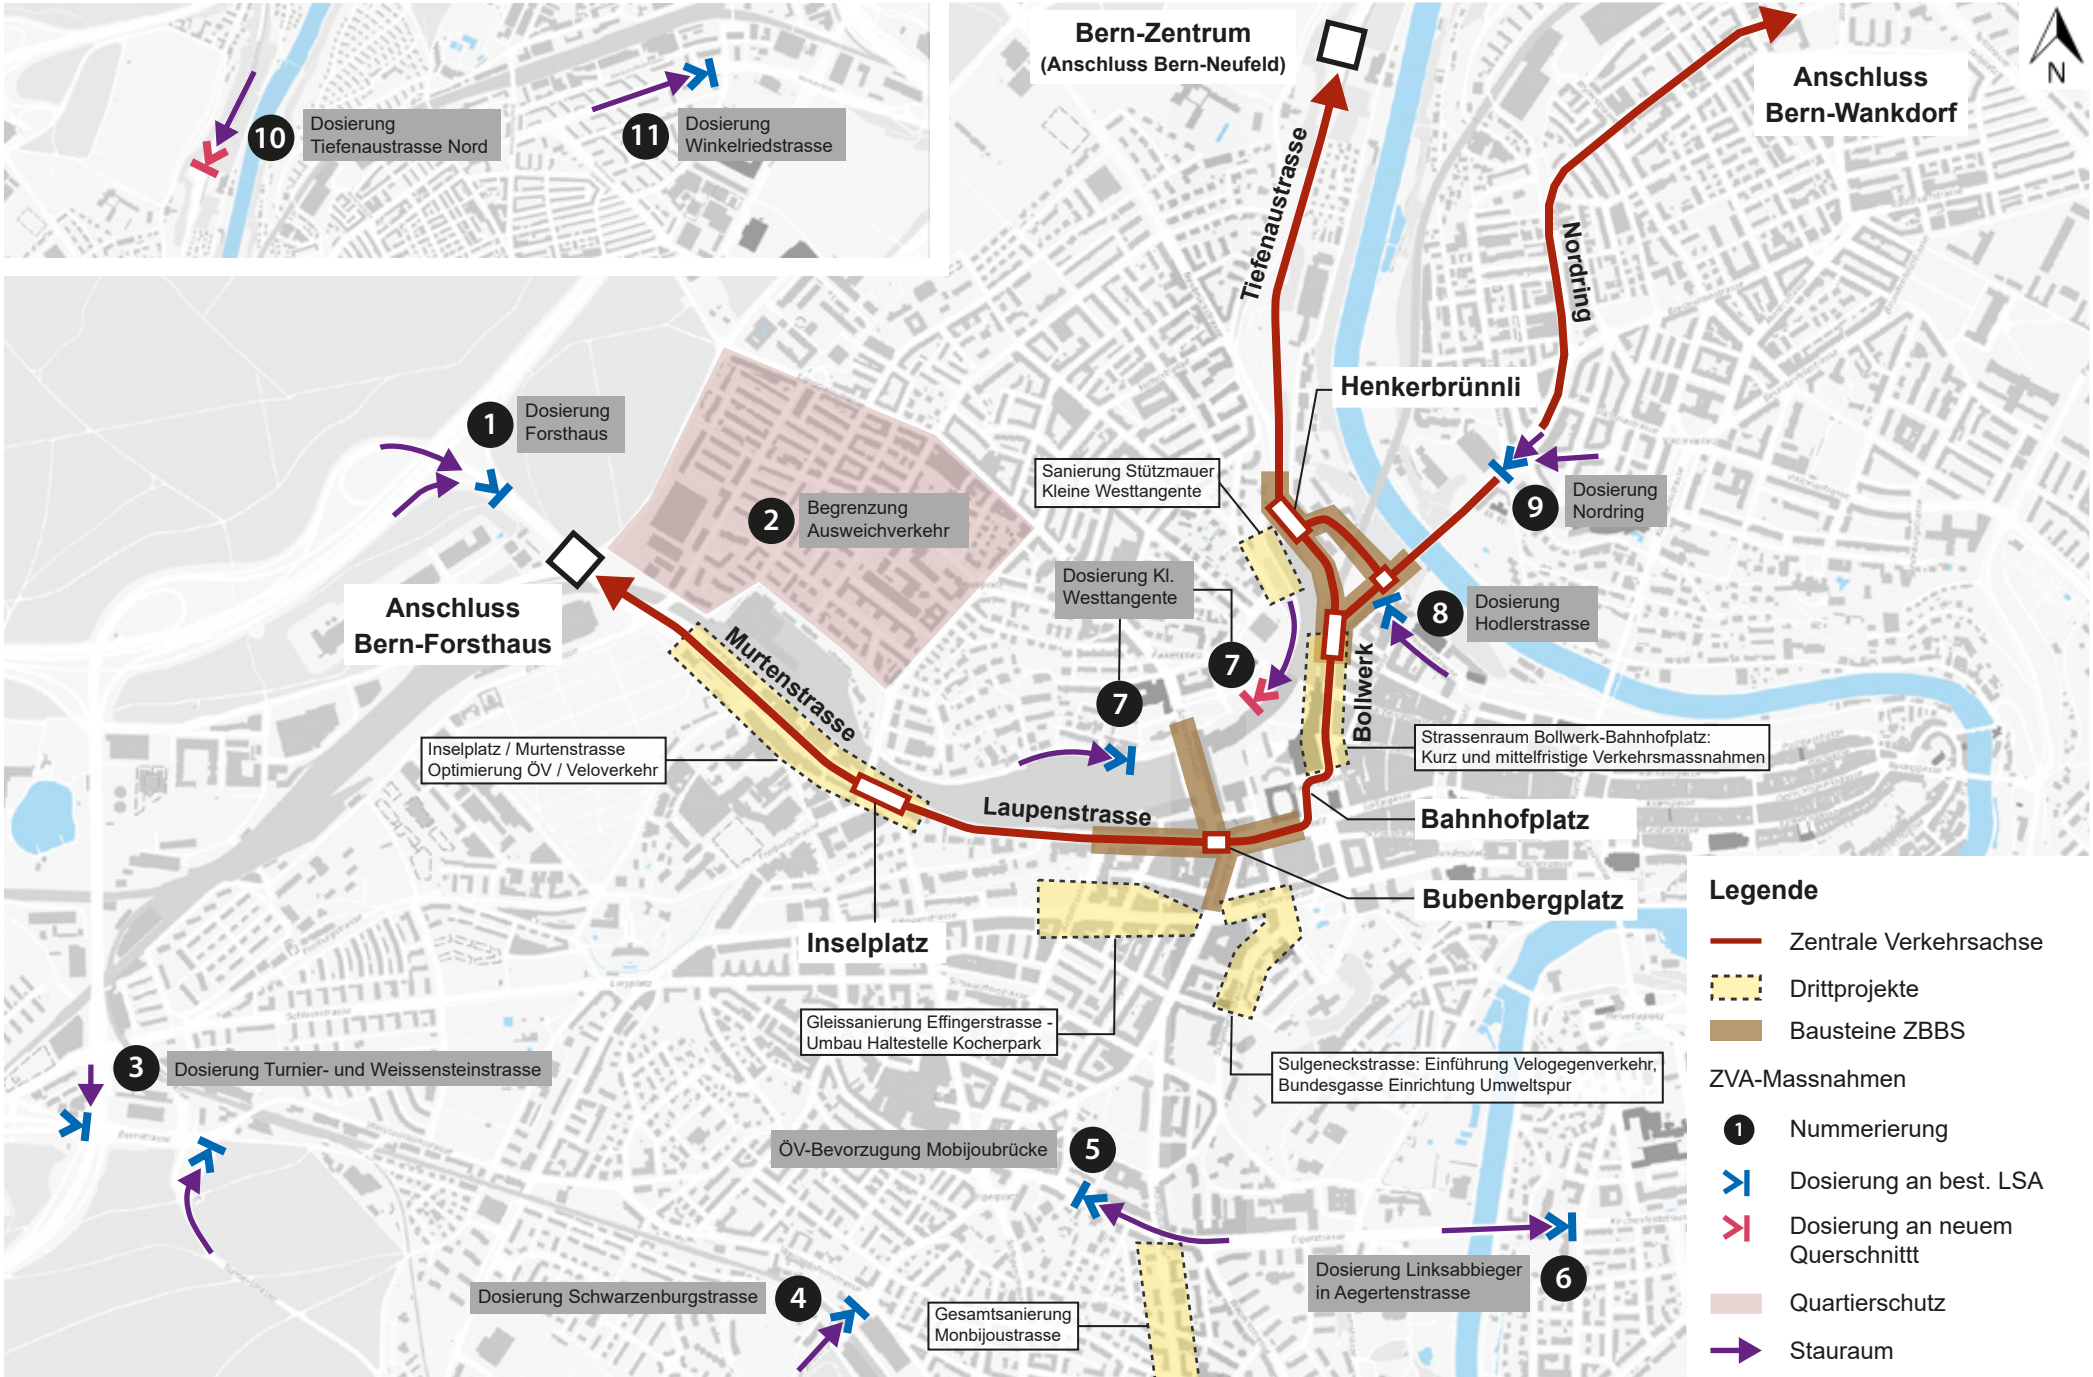 Bern-Zentrum
(Anschluss Bern-Neufeld)
Anschluss
Bern-Wankdorf
N
10
Dosierung
Tiefenaustrasse Nord
11
Dosierung
Winkelriedstrasse
Tiefenaustrasse
Nordring
Henkerbrünnli
1
Dosierung
Forsthaus
2
Begrenzung
Ausweichverkehr
Sanierung Stützmauer
Kleine Westtangente
9
Dosierung
Nordring
Anschluss
Bern-Forsthaus
Dosierung Kl.
Westtangente
8
Dosierung
Hodlerstrasse
7
7
Murtenstrasse
Bollwerk
Inselplatz / Murtenstrasse
Optimierung ÖV / Veloverkehr
Strassenraum Bollwerk-Bahnhofplatz:
Kurz und mittelfristige Verkehrsmassnahmen
Laupenstrasse
Bahnhofplatz
Bubenbergplatz
Inselplatz
Gleissanierung Effingerstrasse -
Umbau Haltestelle Kocherpark
Sulgeneckstrasse: Einführung Velogegenverkehr,
Bundesgasse Einrichtung Umweltspur
3
Dosierung Turnier- und Weissensteinstrasse
ÖV-Bevorzugung Mobijoubrücke
5
Dosierung Schwarzenburgstrasse
4
Gesamtsanierung
Monbijoustrasse
Dosierung Linksabbieger
in Aegertenstrasse
6
Legende
Zentrale Verkehrsachse
Drittprojekte
Bausteine ZBBS
ZVA-Massnahmen
1
Nummerierung
Dosierung an best. LSA
Dosierung an neuem
Querschnittt
Quartierschutz
Stauraum